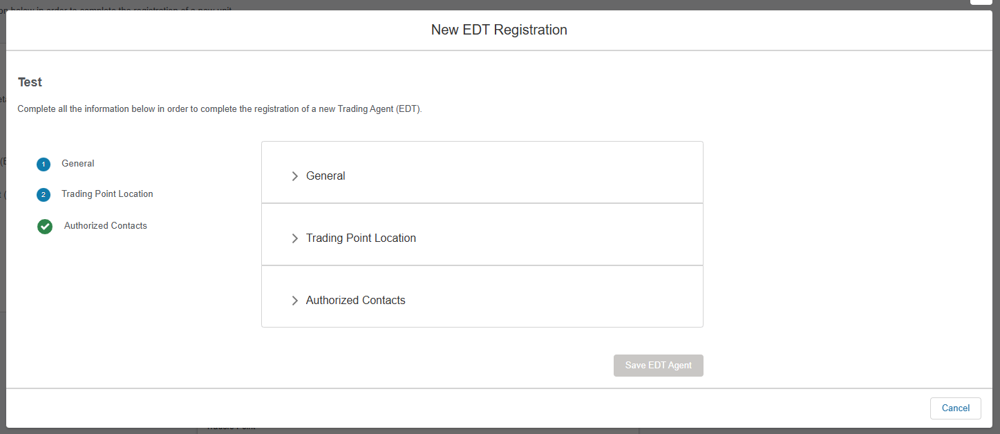 on below in order to complete the registration of a new unit
New EDT Registration
Test
Complete all the information below in order to complete the registration of a new Trading Agent (EDT).
1 General
2 Trading Point Location
Authorized Contacts
General
Trading Point Location
Authorized Contacts
Save EDT Agent
Cancel